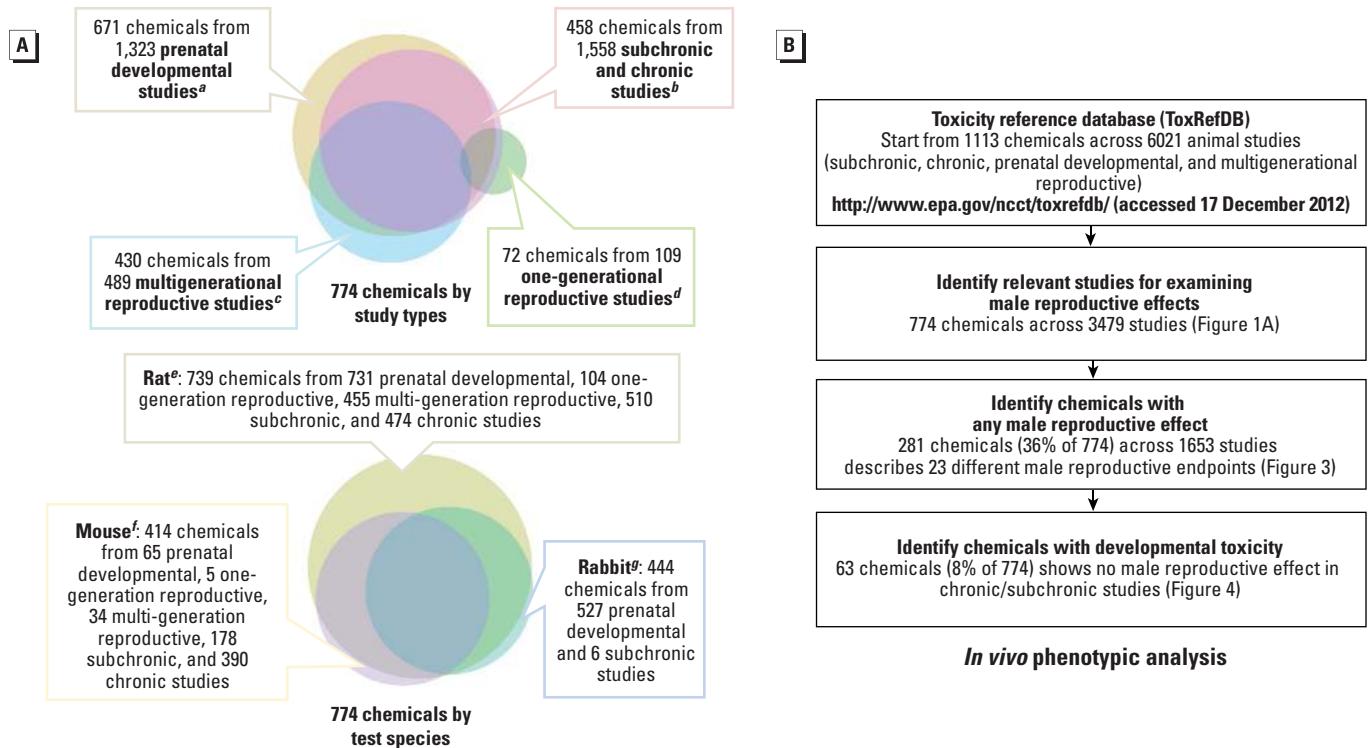 A
671 chemicals from
1,323 prenatal
developmental
studiesa
458 chemicals from
1,558 subchronic
and chronic
studiesb
430 chemicals from
489 multigenerational
reproductive studiesc
774 chemicals by
study types
72 chemicals from 109
one-generational
reproductive studiesd
Rate: 739 chemicals from 731 prenatal developmental, 104 one-
generation reproductive, 455 multi-generation reproductive, 510
subchronic, and 474 chronic studies
Mousef: 414 chemicals
from 65 prenatal
developmental, 5 one-
generation reproductive,
34 multi-generation
reproductive, 178
subchronic, and 390
chronic studies
Rabbitg: 444
chemicals from
527 prenatal
developmental
and 6 subchronic
studies
774 chemicals by
test species
B
Toxicity reference database (ToxRefDB)
Start from 1113 chemicals across 6021 animal studies
(subchronic, chronic, prenatal developmental, and multigenerational
reproductive)
http://www.epa.gov/ncct/toxrefdb/ (accessed 17 December 2012)
Identify relevant studies for examining
male reproductive effects
774 chemicals across 3479 studies (Figure 1A)
Identify chemicals with
any male reproductive effect
281 chemicals (36% of 774) across 1653 studies
describes 23 different male reproductive endpoints (Figure 3)
Identify chemicals with developmental toxicity
63 chemicals (8% of 774) shows no male reproductive effect in
chronic/subchronic studies (Figure 4)
In vivo phenotypic analysis